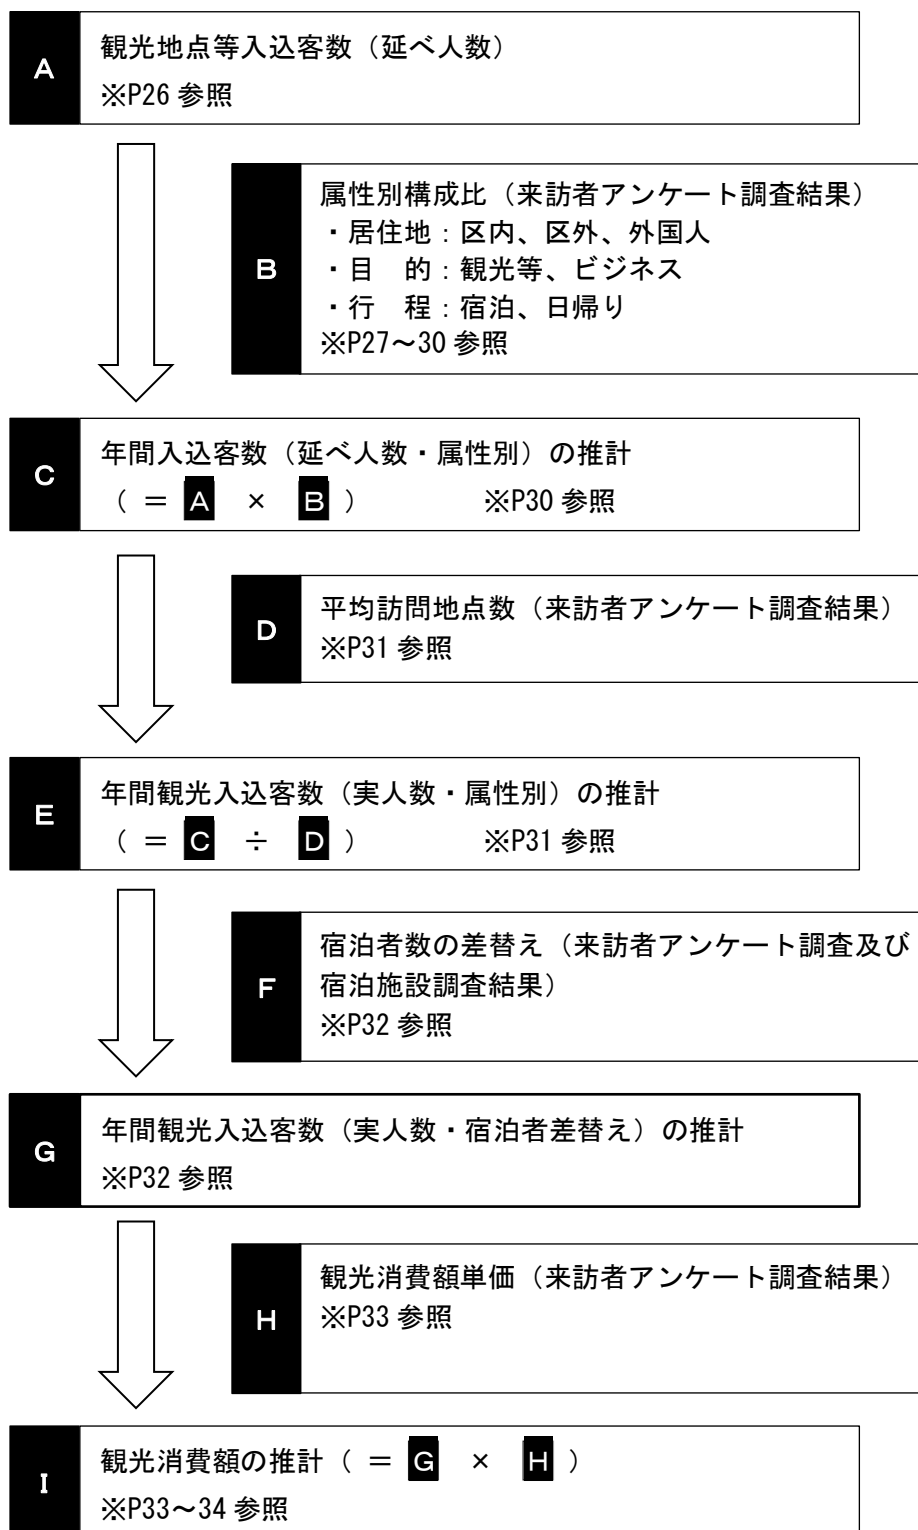 A
観光地点等入込客数（延べ人数）
※P26 参照
B
属性別構成比（来訪者アンケート調査結果）
・居住地：区内、区外、外国人
・目　的：観光等、ビジネス
・行　程：宿泊、日帰り
※P27～30 参照
C
年間入込客数（延べ人数・属性別）の推計
（ ＝ A × B ）　※P30 参照
D
平均訪問地点数（来訪者アンケート調査結果）
※P31 参照
E
年間観光入込客数（実人数・属性別）の推計
（ ＝ C ÷ D ）　※P31 参照
F
宿泊者数の差替え（来訪者アンケート調査及び
宿泊施設調査結果）
※P32 参照
G
年間観光入込客数（実人数・宿泊者差替え）の推計
※P32 参照
H
観光消費額単価（来訪者アンケート調査結果）
※P33 参照
I
観光消費額の推計（ ＝ G × H ）
※P33～34 参照